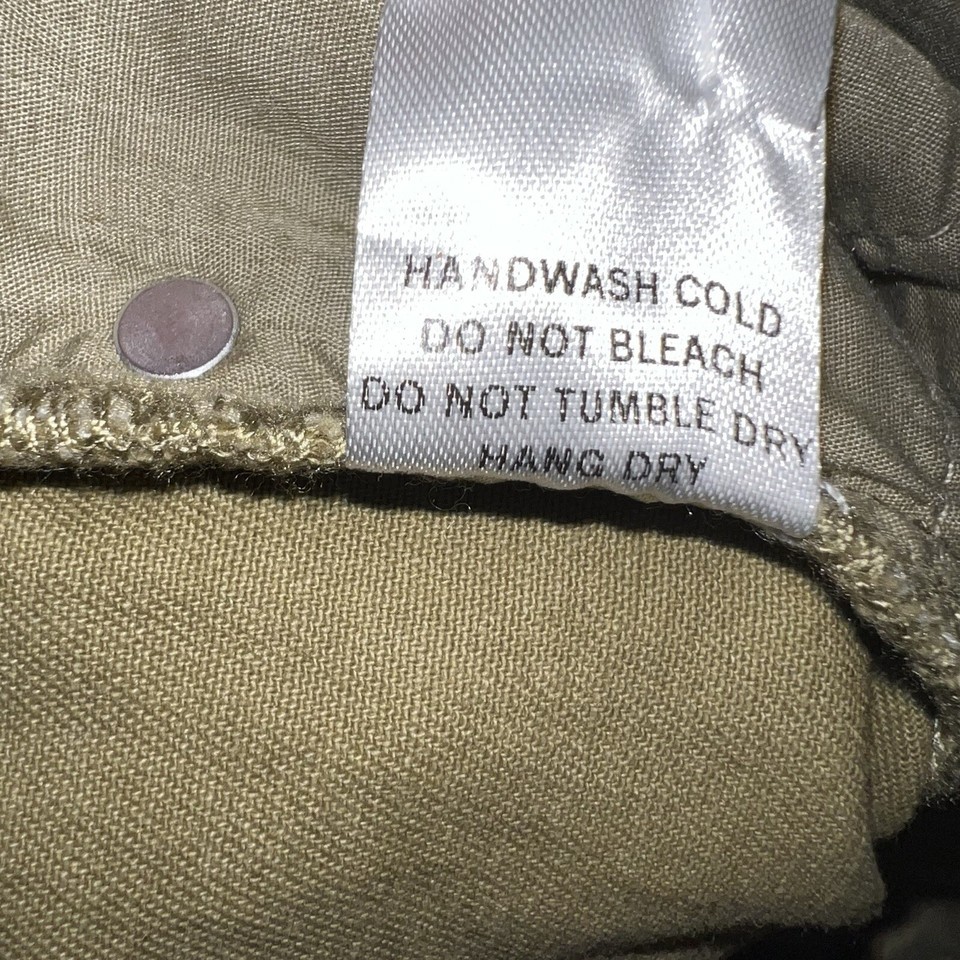 HANDWASH COLD
DO NOT BLEACH
DO NOT TUMBLE DRY
HANG DRY